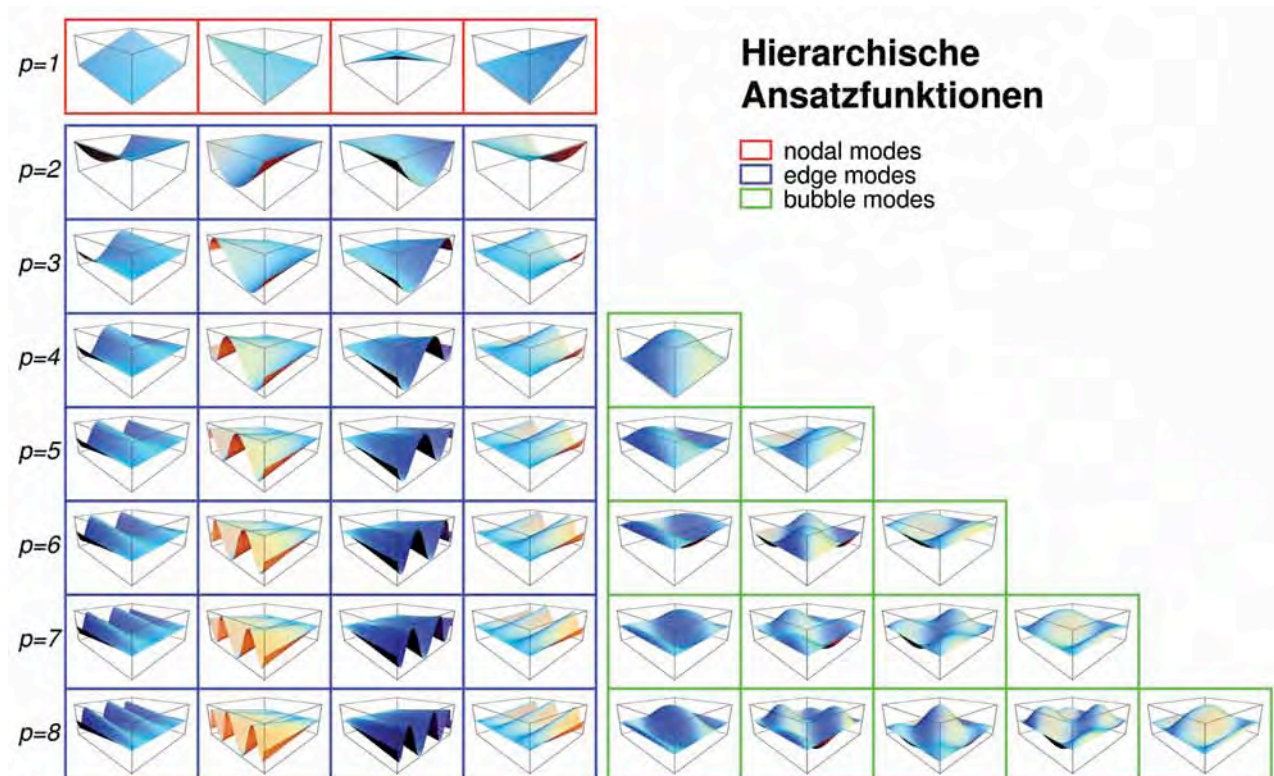 Hierarchische
Ansatzfunktionen
nodal modes
edge modes
bubble modes
p=1
p=2
p=3
p=4
p=5
p=6
p=7
p=8